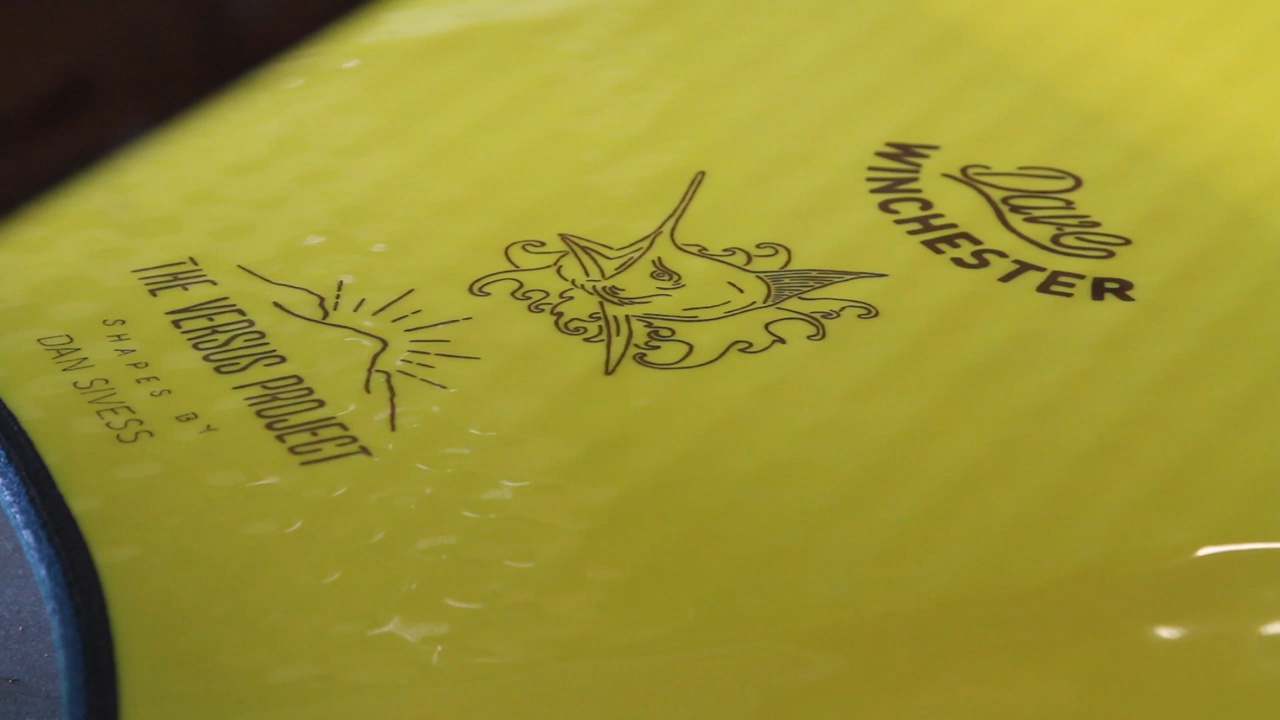 Dave
WINCHESTER
THE VERSUS PROJECT
SHAPES BY
DAN SIVESS